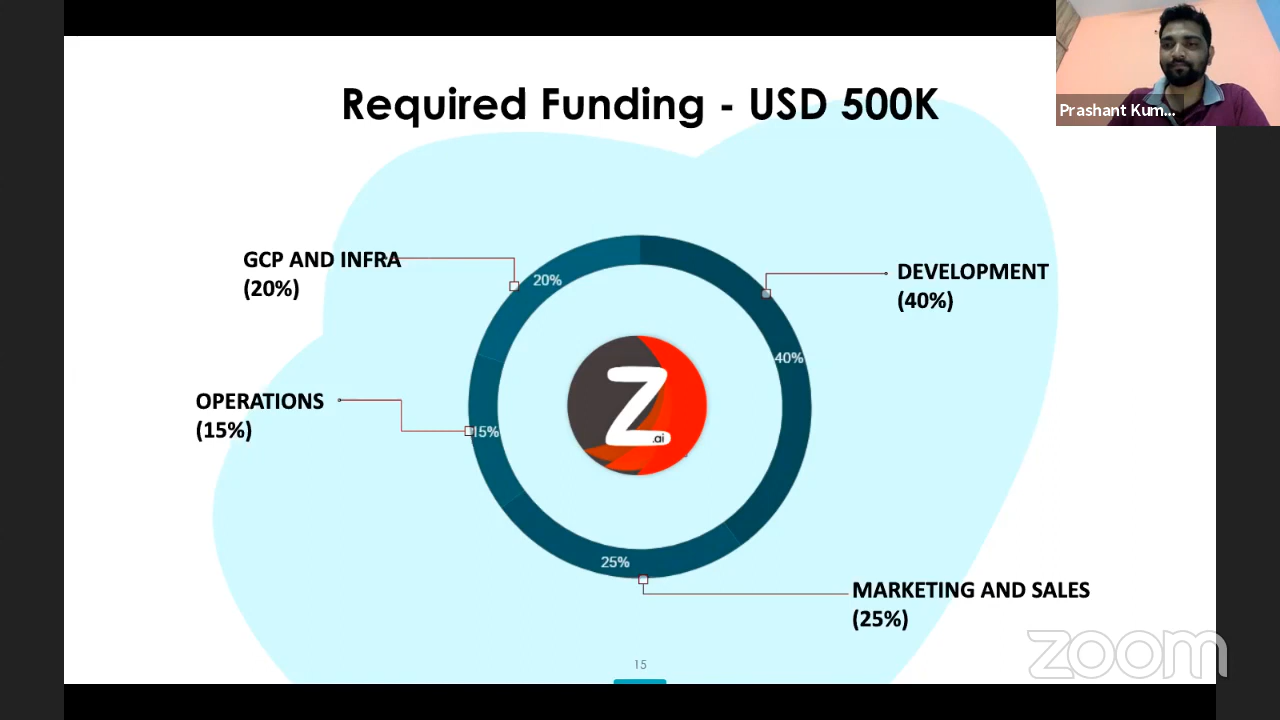 Required Funding - USD 500K
Prashant Kum...
GCP AND INFRA
(20%)
20%
DEVELOPMENT
(40%)
40%
OPERATIONS
(15%)
15%
Z
.ai
25%
MARKETING AND SALES
(25%)
15
zoom